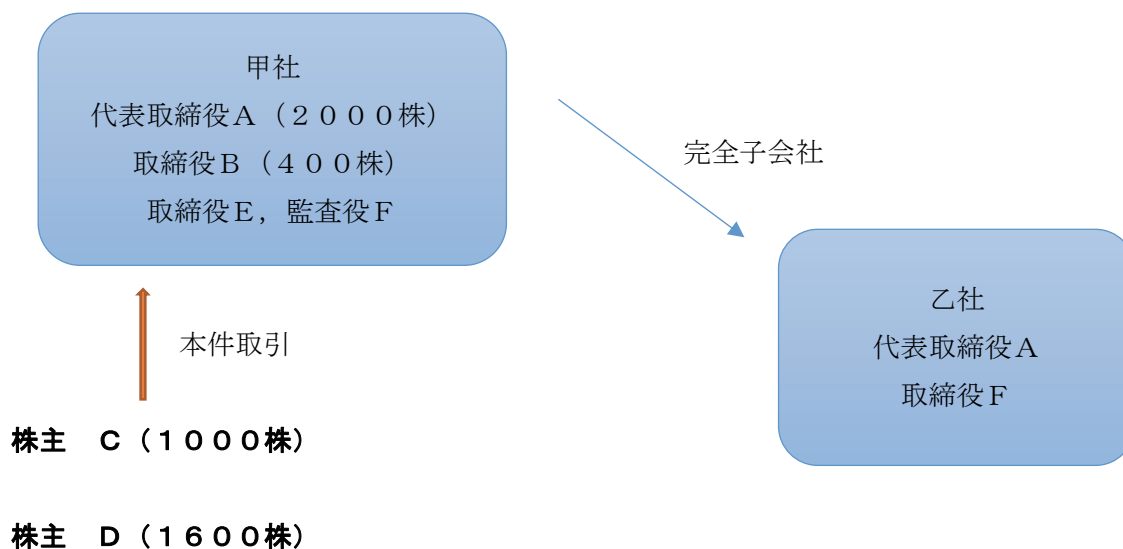 甲社
代表取締役A（２０００株）
取締役B（４００株）
取締役E，監査役F
完全子会社
乙社
代表取締役A
取締役F
本件取引
株主　C（１０００株）
株主　D（１６００株）